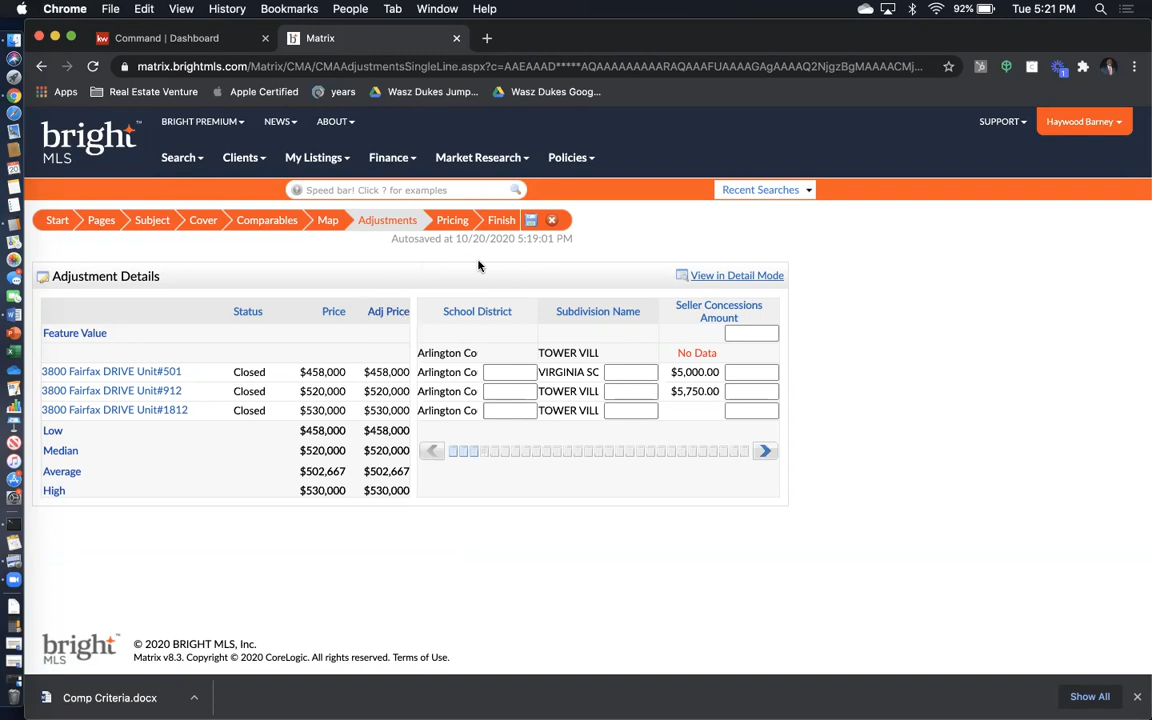 Chrome File Edit View History Bookmarks People Tab Window Help 92% Tue 5:21 PM
kw Command | Dashboard × b Matrix × +
matrix.brightmls.com/Matrix/CMA/CMAAdjustmentsSingleLine.aspx?c=AAEAAAD*****AQAAAAAAAAARAQAAAFUAAAAGAgAAAAQ2NjgzBgMAAAACMj...
Apps Real Estate Venture Apple Certified years Wasz Dukes Jump... Wasz Dukes Goog...
bright MLS
BRIGHT PREMIUM NEWS ABOUT SUPPORT Haywood Barney
Search Clients My Listings Finance Market Research Policies
Speed bar! Click ? for examples Recent Searches
Start Pages Subject Cover Comparables Map Adjustments Pricing Finish
Autosaved at 10/20/2020 5:19:01 PM
Adjustment Details View in Detail Mode
Status Price Adj Price School District Subdivision Name Seller Concessions Amount
Feature Value
Arlington Co TOWER VILL No Data
3800 Fairfax DRIVE Unit#501 Closed $458,000 $458,000 Arlington Co VIRGINIA SC $5,000.00
3800 Fairfax DRIVE Unit#912 Closed $520,000 $520,000 Arlington Co TOWER VILL $5,750.00
3800 Fairfax DRIVE Unit#1812 Closed $530,000 $530,000 Arlington Co TOWER VILL
Low $458,000 $458,000
Median $520,000 $520,000
Average $502,667 $502,667
High $530,000 $530,000
bright MLS
© 2020 BRIGHT MLS, Inc.
Matrix v8.3. Copyright © 2020 CoreLogic. All rights reserved. Terms of Use.
Comp Criteria.docx Show All